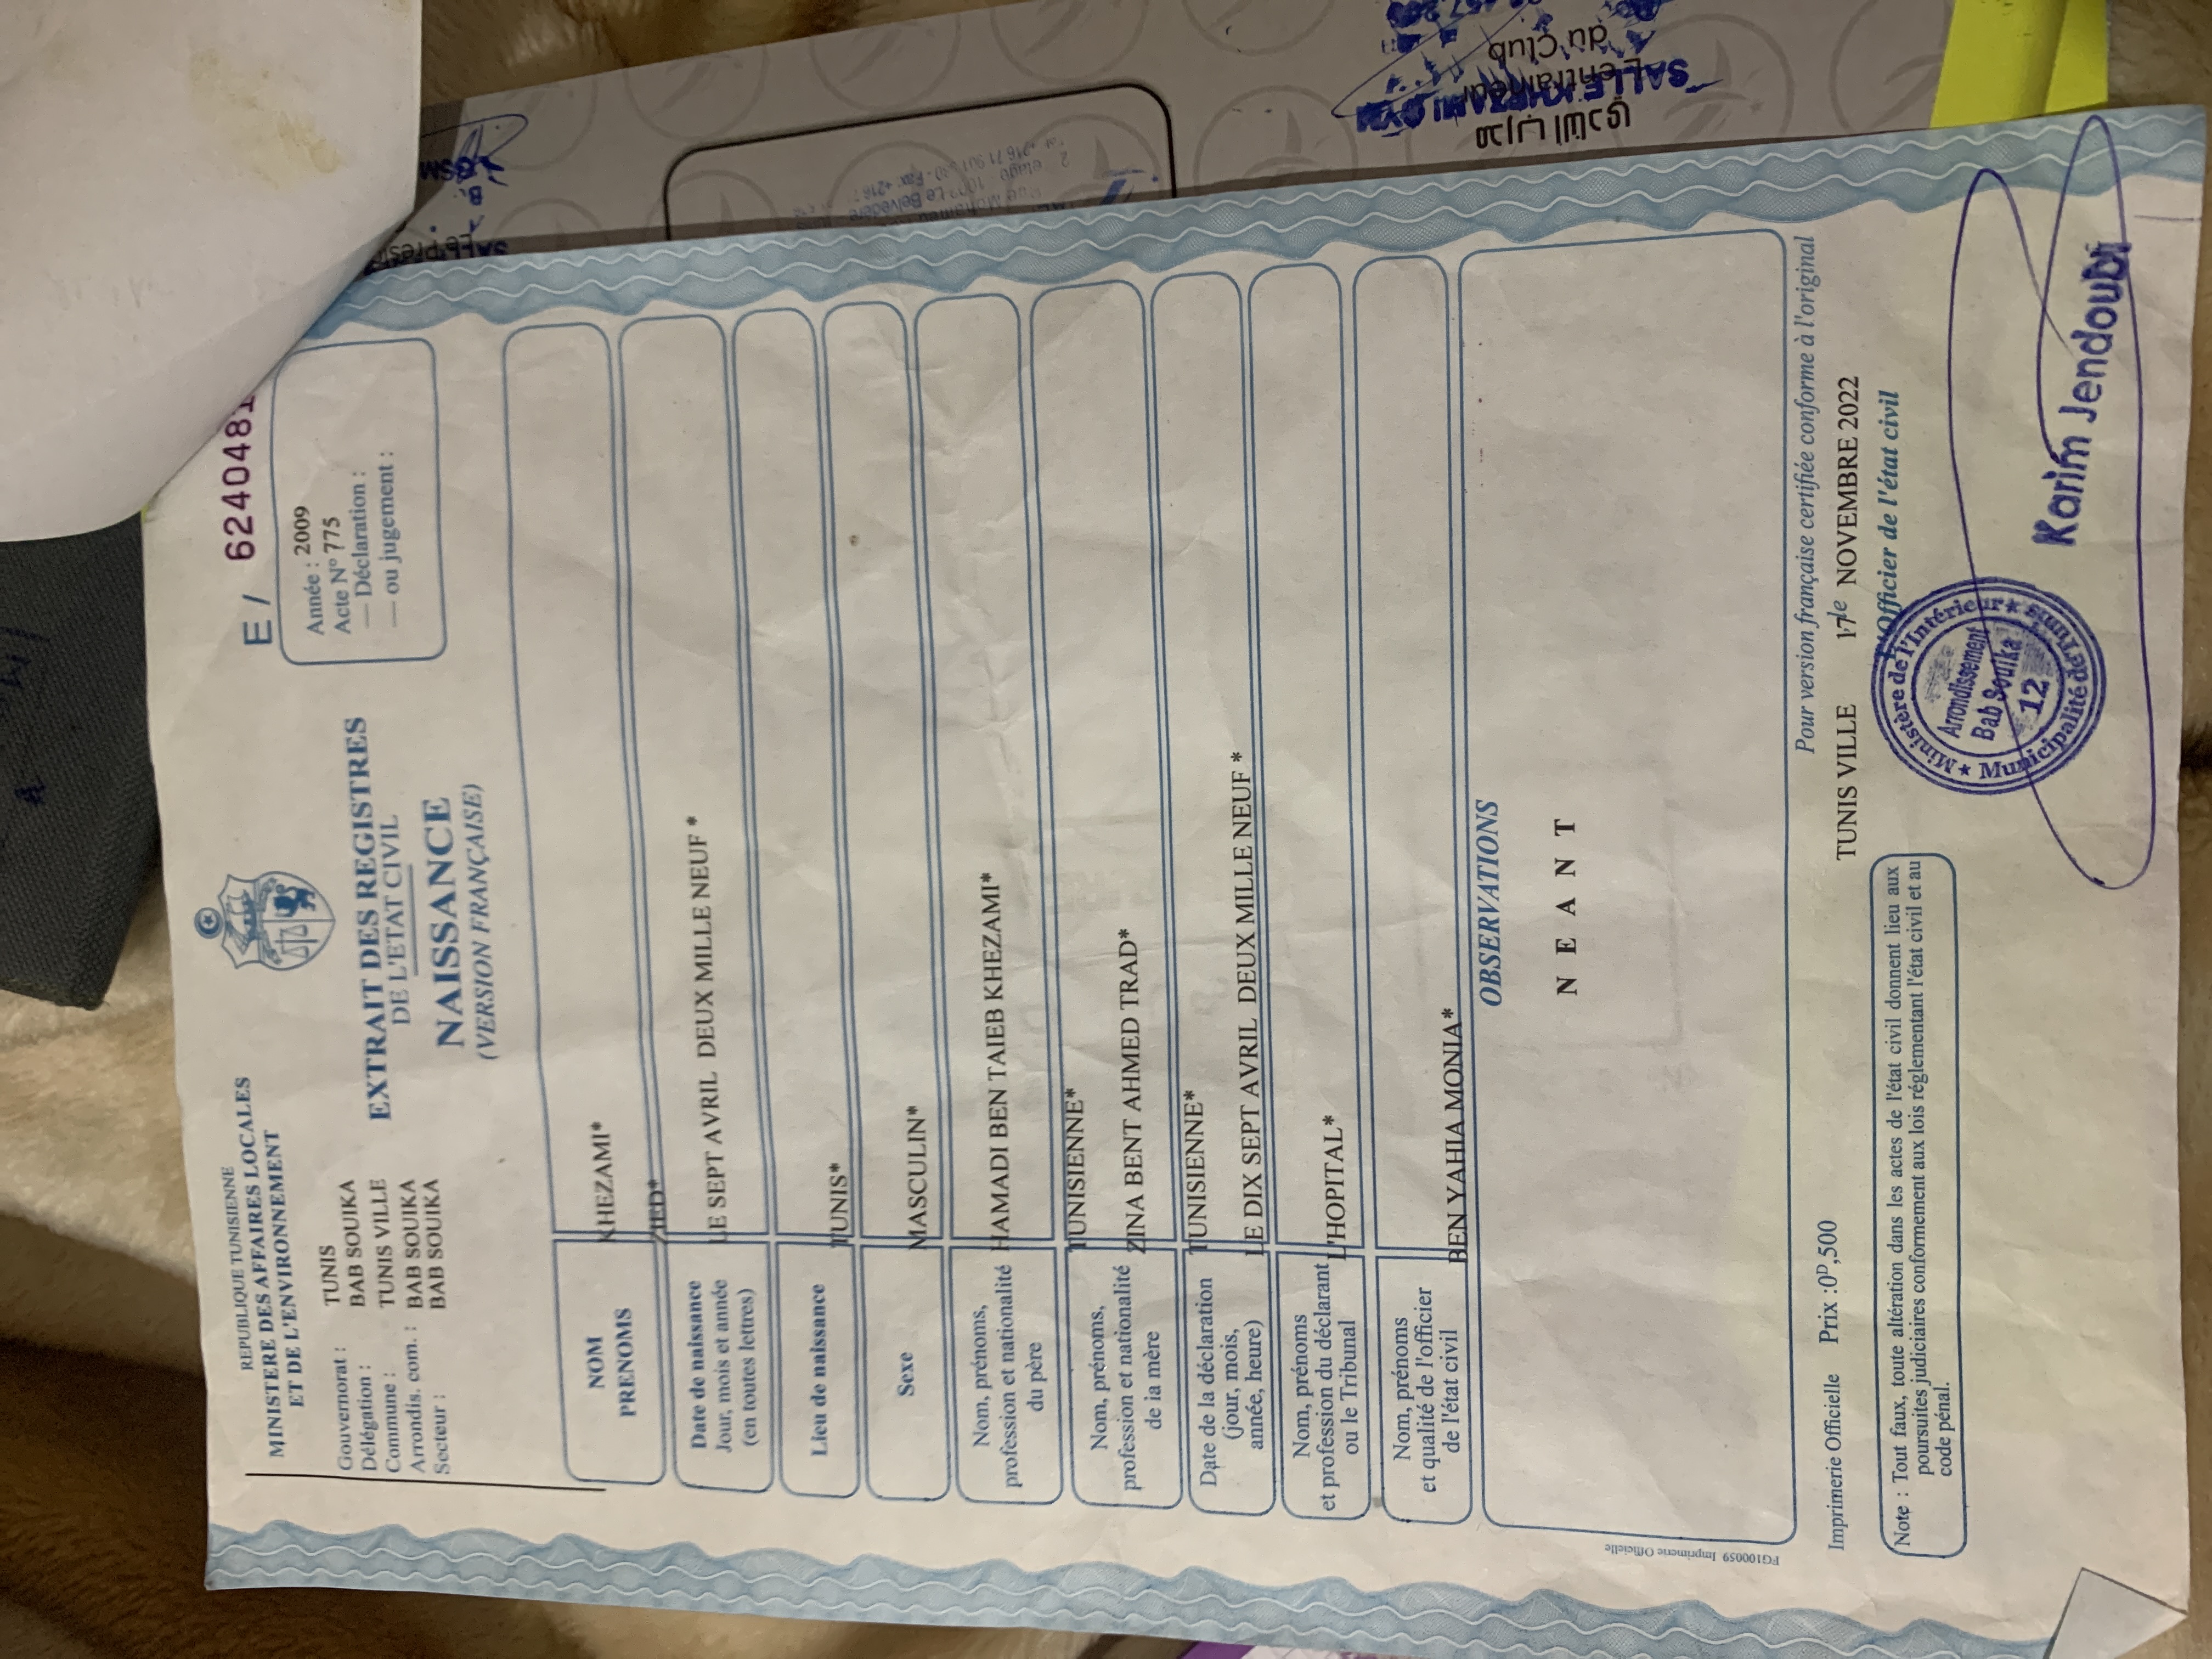 REPUBLIQUE TUNISIENNE
MINISTERE DES AFFAIRES LOCALES
ET DE L'ENVIRONNEMENT
Gouvernorat : TUNIS
Délégation : BAB SOUIKA
Commune : TUNIS VILLE
Arrondis. com. : BAB SOUIKA
Secteur : BAB SOUIKA
EXTRAIT DES REGISTRES
DE L'ETAT CIVIL
NAISSANCE
(VERSION FRANÇAISE)
E / 6240481
Année : 2009
Acte N° 775
— Déclaration :
— ou jugement :
NOM
PRENOMS
KHEZAMI*
ZIED*
Date de naissance
Jour, mois et année
(en toutes lettres)
LE SEPT AVRIL DEUX MILLE NEUF *
Lieu de naissance
TUNIS*
Sexe
MASCULIN*
Nom, prénoms,
profession et nationalité
du père
HAMADI BEN TAIEB KHEZAMI*
TUNISIENNE*
Nom, prénoms,
profession et nationalité
de la mère
ZINA BENT AHMED TRAD*
TUNISIENNE*
Date de la déclaration
(jour, mois,
année, heure)
LE DIX SEPT AVRIL DEUX MILLE NEUF *
Nom, prénoms
et profession du déclarant
ou le Tribunal
L'HOPITAL*
Nom, prénoms
et qualité de l'officier
de l'état civil
BEN YAHIA MONIA*
OBSERVATIONS
N E A N T
FG100059 Imprimerie Officielle
Pour version française certifiée conforme à l'original
Imprimerie Officielle Prix :0D,500
TUNIS VILLE 17le NOVEMBRE 2022
L'Officier de l'état civil
Note : Tout faux, toute altération dans les actes de l'état civil donnent lieu aux
poursuites judiciaires conformement aux lois réglementant l'état civil et au
code pénal.
Ministère de l'Intérieur ★ Municipalité de Tunis ★
Arrondissement
Bab Souika
12
Karim Jendoubi
مدرب النادي
L'entraineur
du Club